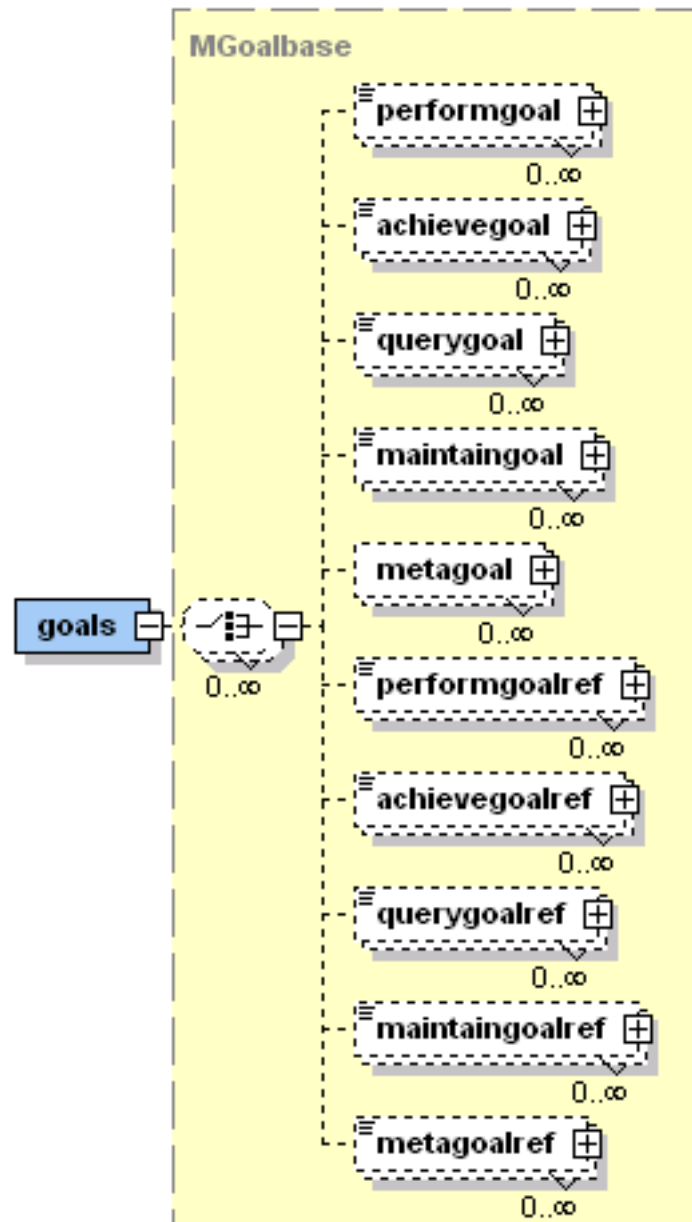 MGoalbase
performgoal
0..∞
achievegoal
0..∞
querygoal
0..∞
maintaingoal
0..∞
metagoal
0..∞
goals
0..∞
performgoalref
0..∞
achievegoalref
0..∞
querygoalref
0..∞
maintaingoalref
0..∞
metagoalref
0..∞